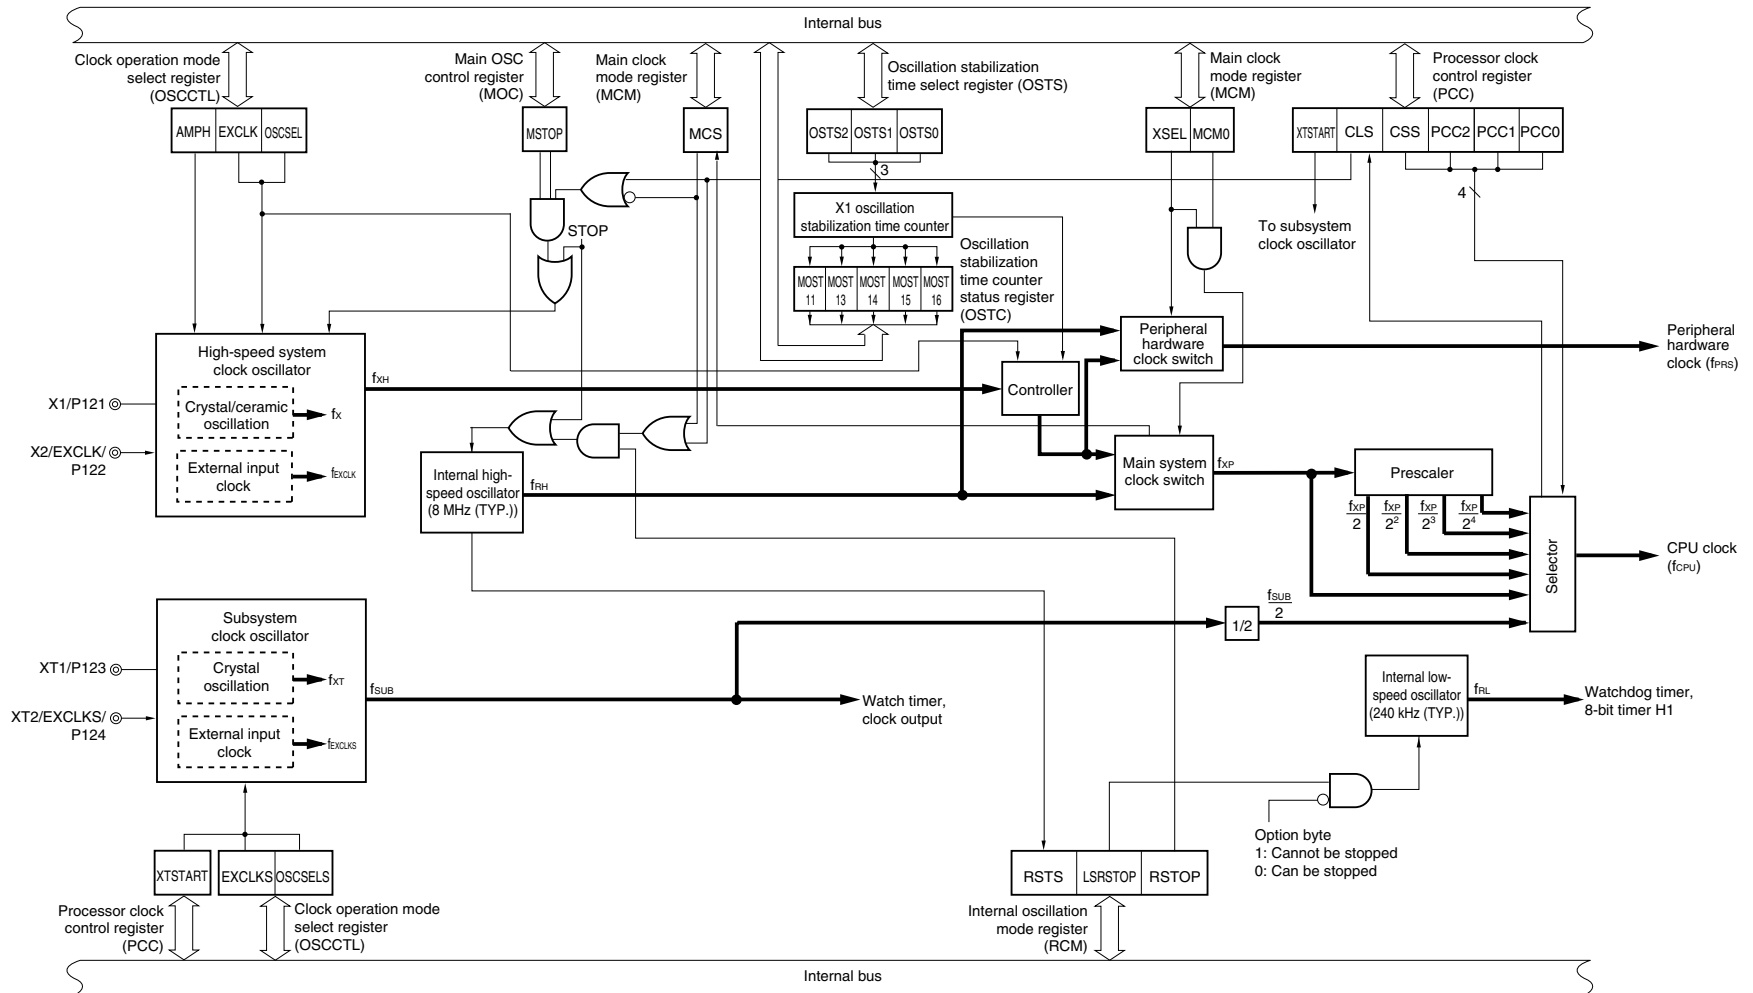 Internal bus
Clock operation mode
select register
(OSCCTL)
Main OSC
control register
(MOC)
Main clock
mode register
(MCM)
Oscillation stabilization
time select register (OSTS)
Main clock
mode register
(MCM)
Processor clock
control register
(PCC)
AMPH EXCLK OSCSEL
MSTOP
MCS
OSTS2 OSTS1 OSTS0
XSEL MCM0
XTSTART CLS CSS PCC2 PCC1 PCC0
3
4
STOP
X1 oscillation
stabilization time counter
To subsystem
clock oscillator
Oscillation
stabilization
time counter
status register
(OSTC)
MOST MOST MOST MOST MOST
11 13 14 15 16
High-speed system
clock oscillator
Crystal/ceramic
oscillation
fX
External input
clock
fEXCLK
X1/P121
X2/EXCLK/
P122
fXH
Controller
Peripheral
hardware
clock switch
Peripheral
hardware
clock (fPRS)
Internal high-
speed oscillator
(8 MHz (TYP.))
fRH
Main system
clock switch
fXP
Prescaler
fXP fXP fXP fXP
2 2² 2³ 2⁴
Selector
CPU clock
(fCPU)
Subsystem
clock oscillator
Crystal
oscillation
fXT
External input
clock
fEXCLKS
XT1/P123
XT2/EXCLKS/
P124
fSUB
Watch timer,
clock output
1/2
fSUB
2
Internal low-
speed oscillator
(240 kHz (TYP.))
fRL
Watchdog timer,
8-bit timer H1
Option byte
1: Cannot be stopped
0: Can be stopped
XTSTART
EXCLKS OSCSELS
RSTS LSRSTOP RSTOP
Processor clock
control register
(PCC)
Clock operation mode
select register
(OSCCTL)
Internal oscillation
mode register
(RCM)
Internal bus